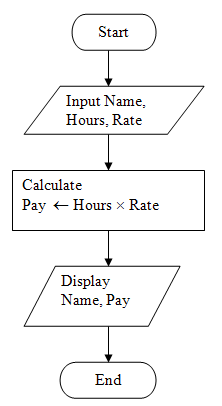 Start
Input Name,
Hours, Rate
Calculate
Pay ← Hours × Rate
Display
Name, Pay
End